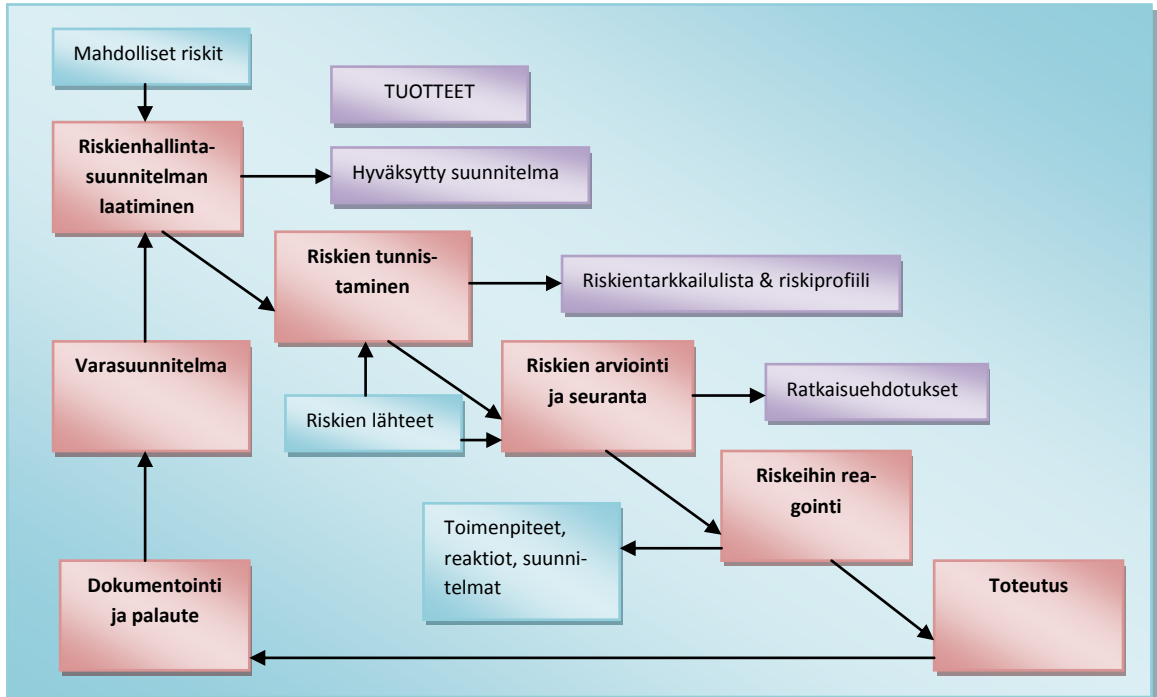 Mahdolliset riskit
TUOTTEET
Riskienhallinta-
suunnitelman
laatiminen
Hyväksytty suunnitelma
Riskien tunnis-
taminen
Riskientarkkailulista & riskiprofiili
Varasuunnitelma
Riskien arviointi
ja seuranta
Ratkaisuehdotukset
Riskien lähteet
Riskeihin rea-
gointi
Toimenpiteet,
reaktiot, suunni-
telmat
Dokumentointi
ja palaute
Toteutus